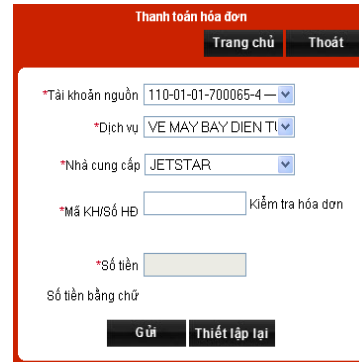 Thanh toán hóa đơn
Trang chủ Thoát
*Tài khoản nguồn 110-01-01-700065-4 —
*Dịch vụ VE MAY BAY DIEN TU
*Nhà cung cấp JETSTAR
*Mã KH/Số HĐ Kiểm tra hóa đơn
*Số tiền
Số tiền bằng chữ
Gửi Thiết lập lại